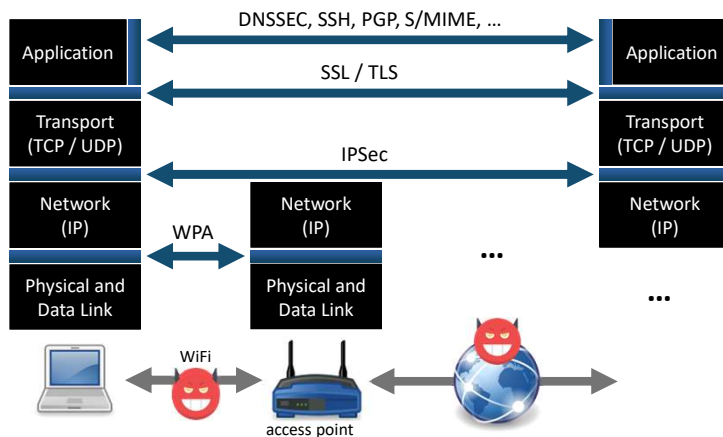 DNSSEC, SSH, PGP, S/MIME, ...
Application
Application
SSL / TLS
Transport
(TCP / UDP)
Transport
(TCP / UDP)
IPSec
Network
(IP)
Network
(IP)
Network
(IP)
WPA
...
Physical and
Data Link
Physical and
Data Link
...
WiFi
access point